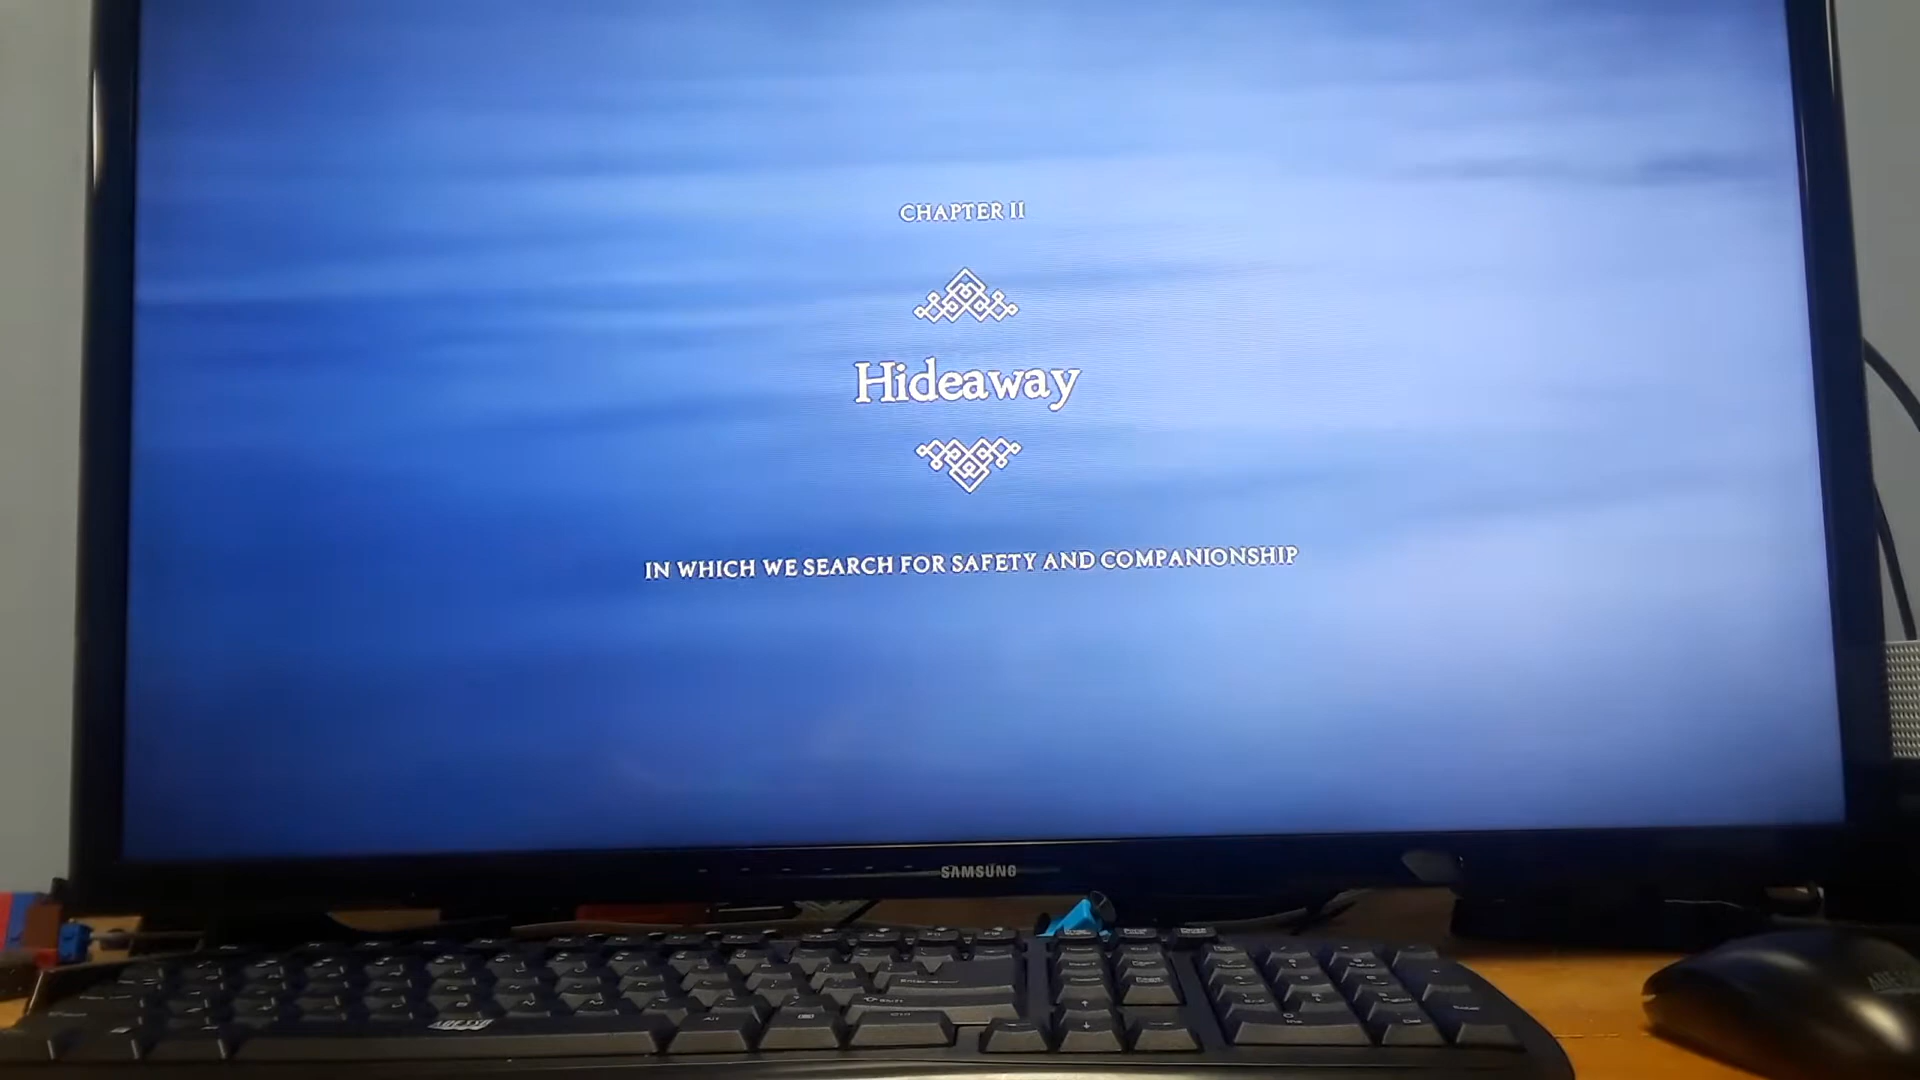 CHAPTER II
Hideaway
IN WHICH WE SEARCH FOR SAFETY AND COMPANIONSHIP
SAMSUNG